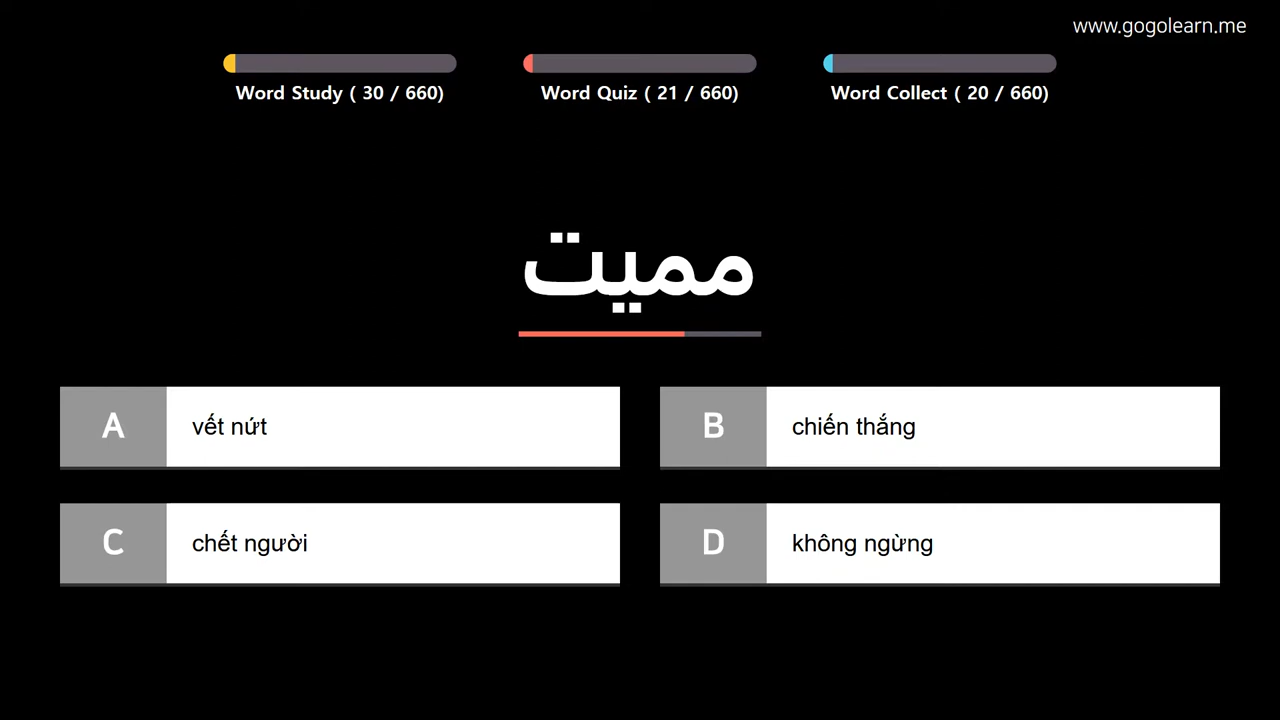 www.gogolearn.me
Word Study ( 30 / 660)
Word Quiz ( 21 / 660)
Word Collect ( 20 / 660)
مميت
A vết nứt
B chiến thắng
C chết người
D không ngừng